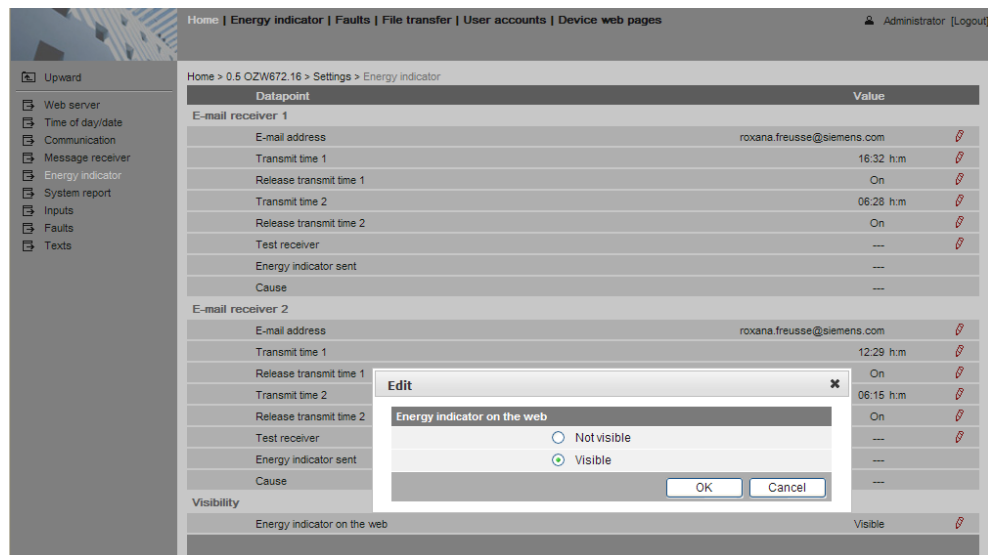 Home | Energy indicator | Faults | File transfer | User accounts | Device web pages
Administrator [Logout]
Upward
Web server
Time of day/date
Communication
Message receiver
Energy indicator
System report
Inputs
Faults
Texts
Home > 0.5 OZW672.16 > Settings > Energy indicator
Datapoint Value
E-mail receiver 1
E-mail address roxana.freusse@siemens.com
Transmit time 1 16:32 h:m
Release transmit time 1 On
Transmit time 2 06:28 h:m
Release transmit time 2 On
Test receiver ---
Energy indicator sent ---
Cause ---
E-mail receiver 2
E-mail address roxana.freusse@siemens.com
Transmit time 1 12:29 h:m
Release transmit time 1 On
Transmit time 2 06:15 h:m
Release transmit time 2 On
Test receiver ---
Energy indicator sent ---
Cause ---
Visibility
Energy indicator on the web Visible
Edit
Energy indicator on the web
Not visible
Visible
OK Cancel